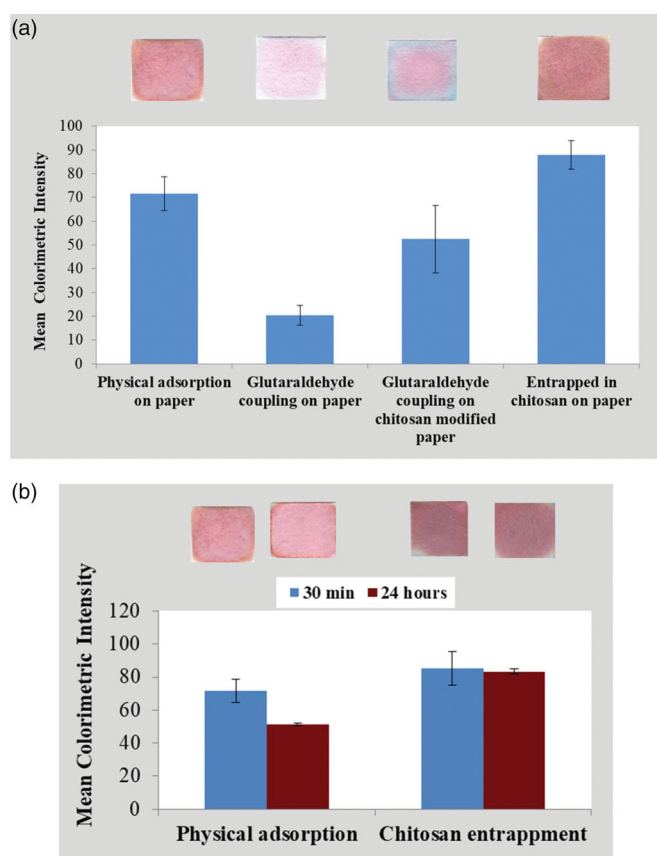 (a)
Mean Colorimetric Intensity
100
90
80
70
60
50
40
30
20
10
0
Physical adsorption
on paper
Glutaraldehyde
coupling on paper
Glutaraldehyde
coupling on
chitosan modified
paper
Entrapped in
chitosan on paper
(b)
30 min
24 hours
Mean Colorimetric Intensity
120
100
80
60
40
20
0
Physical adsorption
Chitosan entrappment